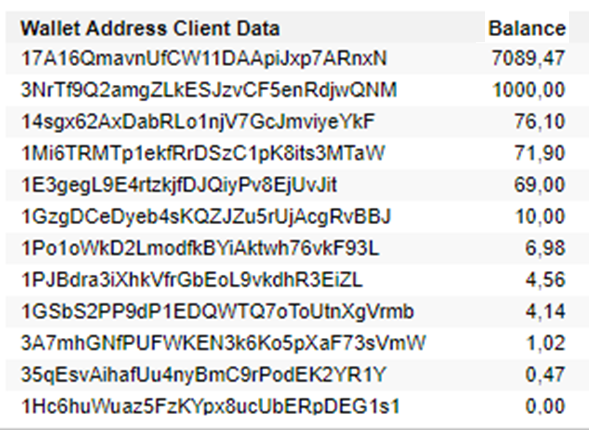 Wallet Address Client Data Balance
17A16QmavnUfCW11DAApiJxp7ARnxN 7089,47
3NrTf9Q2amgZLkESJzvCF5enRdjwQNM 1000,00
14sgx62AxDabRLo1njV7GcJmviyeYkF 76,10
1Mi6TRMTp1ekfRrDSzC1pK8its3MTaW 71,90
1E3gegL9E4rtzkjfDJQiyPv8EjUvJit 69,00
1GzgDCeDyeb4sKQZJZu5rUjAcgRvBBJ 10,00
1Po1oWkD2LmodfkBYiAktwh76vkF93L 6,98
1PJBdra3iXhkVfrGbEoL9vkdhR3EiZL 4,56
1GSbS2PP9dP1EDQWTQ7oToUtnXgVrmb 4,14
3A7mhGNfPUFWKEN3k6Ko5pXaF73sVmW 1,02
35qEsvAihafUu4nyBmC9rPodEK2YR1Y 0,47
1Hc6huWuaz5FzKYpx8ucUbERpDEG1s1 0.00